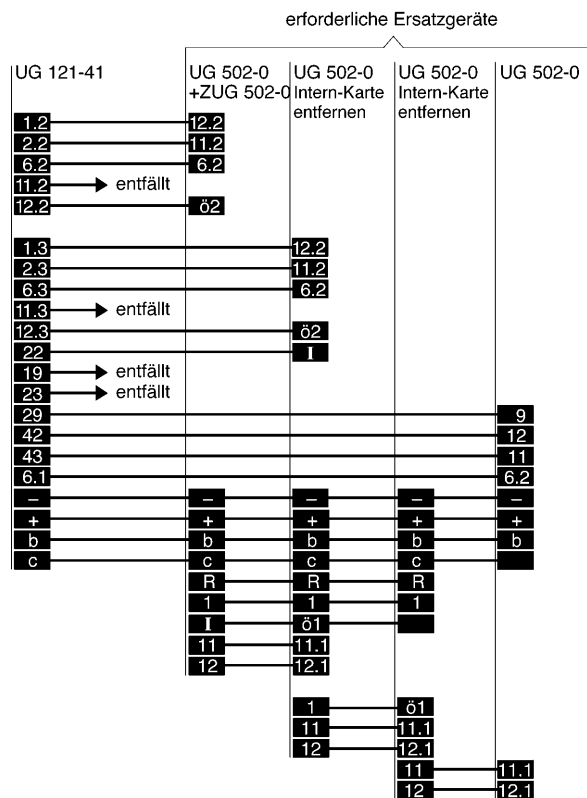 erforderliche Ersatzgeräte
UG 121-41 UG 502-0 UG 502-0 UG 502-0 UG 502-0
+ZUG 502-0 Intern-Karte Intern-Karte
entfernen entfernen
1.2 12.2
2.2 11.2
6.2 6.2
11.2 entfällt
12.2 ö2
1.3 12.2
2.3 11.2
6.3 6.2
11.3 entfällt
12.3 ö2
22 I
19 entfällt
23 entfällt
29 9
42 12
43 11
6.1 6.2
– – – – –
+ + + + +
b b b b b
c c c c
R R R
1 1 1
I ö1
11 11.1
12 12.1
1 ö1
11 11.1
12 12.1
11 11.1
12 12.1